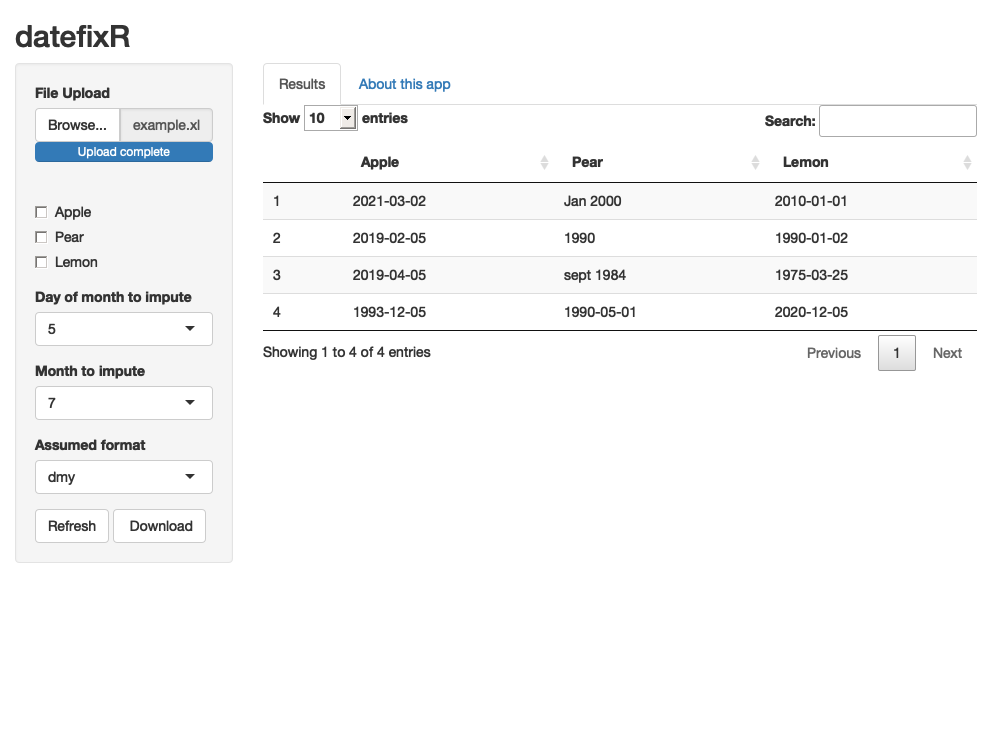 datefixR
File Upload
Browse... example.xl
Upload complete
Apple
Pear
Lemon
Day of month to impute
5
Month to impute
7
Assumed format
dmy
Refresh Download
Results About this app
Show 10 entries Search:
Apple Pear Lemon
1 2021-03-02 Jan 2000 2010-01-01
2 2019-02-05 1990 1990-01-02
3 2019-04-05 sept 1984 1975-03-25
4 1993-12-05 1990-05-01 2020-12-05
Showing 1 to 4 of 4 entries Previous 1 Next